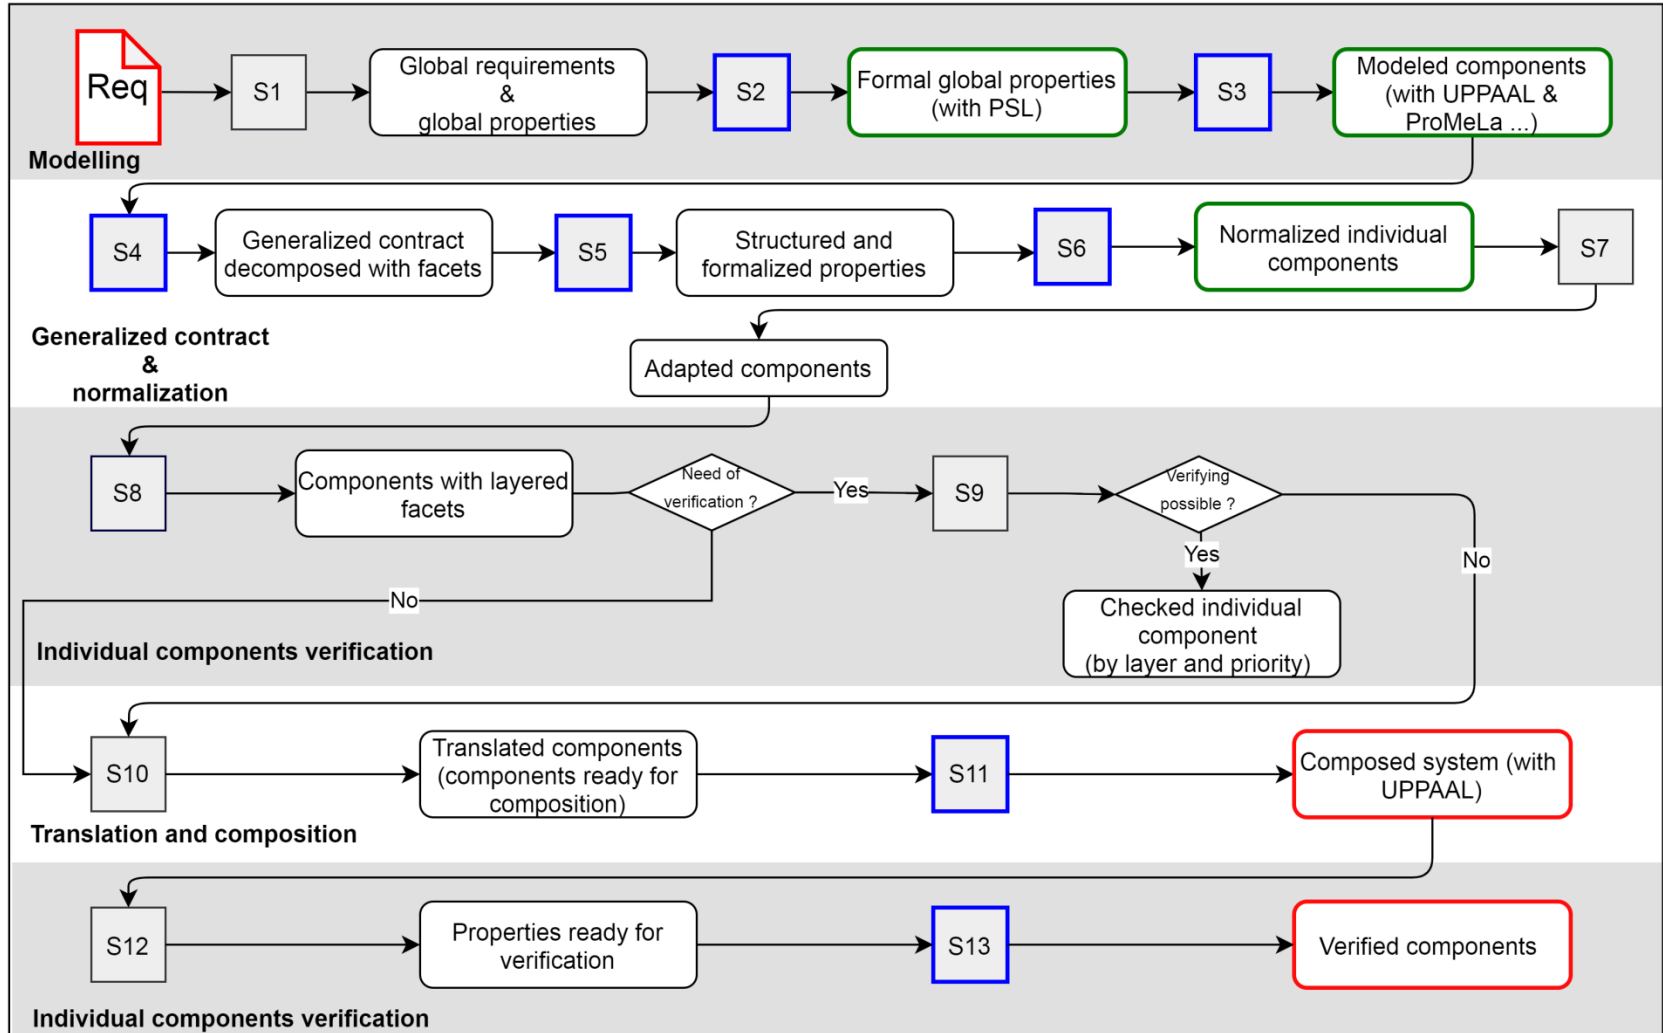 Req
S1
Global requirements
&
global properties
S2
Formal global properties
(with PSL)
S3
Modeled components
(with UPPAAL &
ProMeLa ...)
Modelling
S4
Generalized contract
decomposed with facets
S5
Structured and
formalized properties
S6
Normalized individual
components
S7
Generalized contract
&
normalization
Adapted components
S8
Components with layered
facets
Need of
verification ?
Yes
S9
Verifying
possible ?
Yes
No
No
Checked individual
component
(by layer and priority)
Individual components verification
S10
Translated components
(components ready for
composition)
S11
Composed system (with
UPPAAL)
Translation and composition
S12
Properties ready for
verification
S13
Verified components
Individual components verification